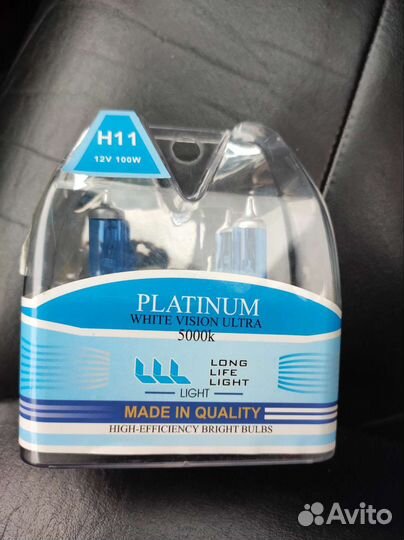 H11
12V 100W
PLATINUM
WHITE VISION ULTRA
5000k
LONG
LIFE
LIGHT
LIGHT
MADE IN QUALITY
HIGH-EFFICIENCY BRIGHT BULBS
Avito